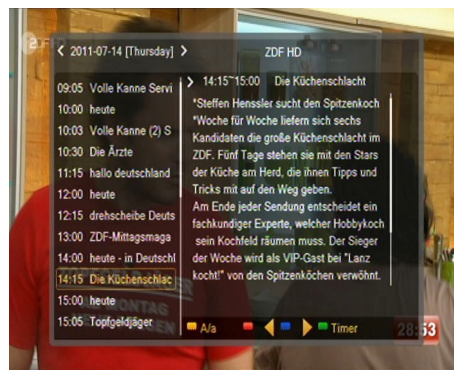 ZDF
< 2011-07-14 [Thursday] > ZDF HD
09:05 Volle Kanne Servi
10:00 heute
10:03 Volle Kanne (2) S
10:30 Die Ärzte
11:15 hallo deutschland
12:00 heute
12:15 drehscheibe Deuts
13:00 ZDF-Mittagsmaga
14:00 heute - in Deutschl
14:15 Die Küchenschlac
15:00 heute
15:05 Topfgeldjäger
> 14:15~15:00 Die Küchenschlacht
*Steffen Henssler sucht den Spitzenkoch
*Woche für Woche liefern sich sechs
Kandidaten die große Küchenschlacht im
ZDF. Fünf Tage stehen sie mit den Stars
der Küche am Herd, die ihnen Tipps und
Tricks mit auf den Weg geben.
Am Ende jeder Sendung entscheidet ein
fachkundiger Experte, welcher Hobbykoch
sein Kochfeld räumen muss. Der Sieger
der Woche wird als VIP-Gast bei "Lanz
kocht!" von den Spitzenköchen verwöhnt.
A/a Timer
28:53
MONTAG